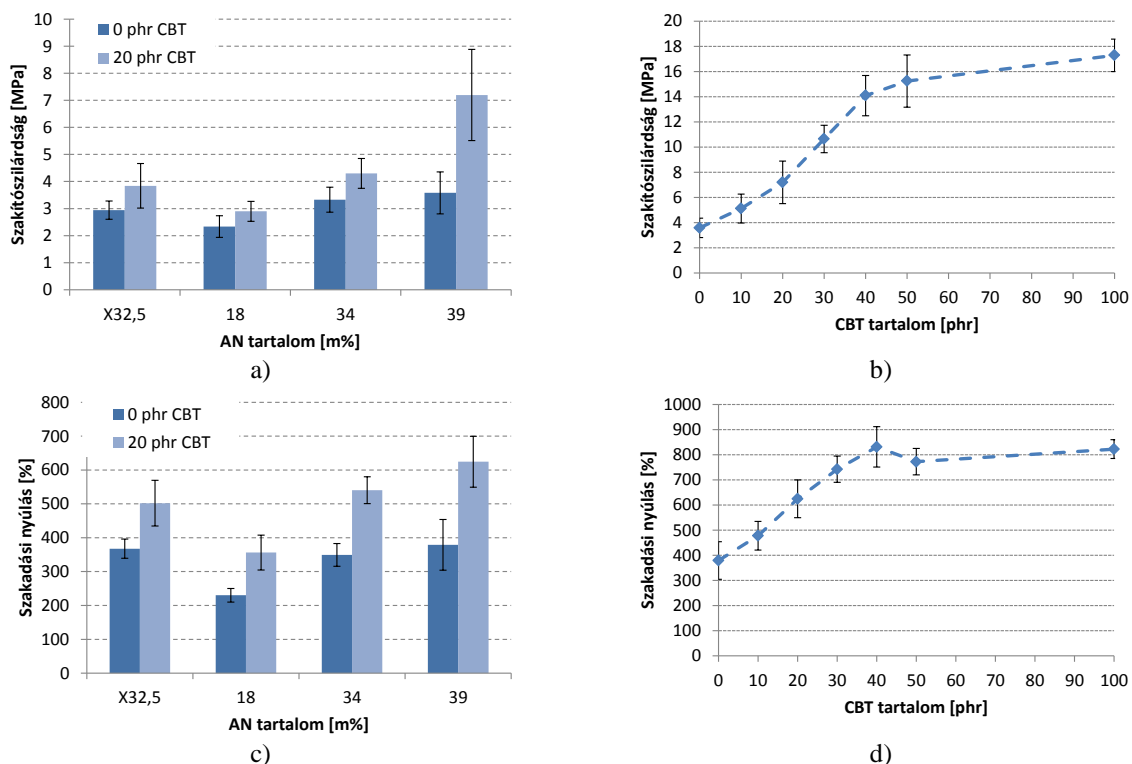 10
9
8
7
6
5
4
3
2
1
0
Szakítószilárdság [MPa]
0 phr CBT
20 phr CBT
X32,5 18 34 39
AN tartalom [m%]
a)
20
18
16
14
12
10
8
6
4
2
0
Szakítószilárdság [MPa]
0 10 20 30 40 50 60 70 80 90 100
CBT tartalom [phr]
b)
800
700
600
500
400
300
200
100
0
Szakadási nyúlás [%]
0 phr CBT
20 phr CBT
X32,5 18 34 39
AN tartalom [m%]
c)
1000
900
800
700
600
500
400
300
200
100
0
Szakadási nyúlás [%]
0 10 20 30 40 50 60 70 80 90 100
CBT tartalom [phr]
d)